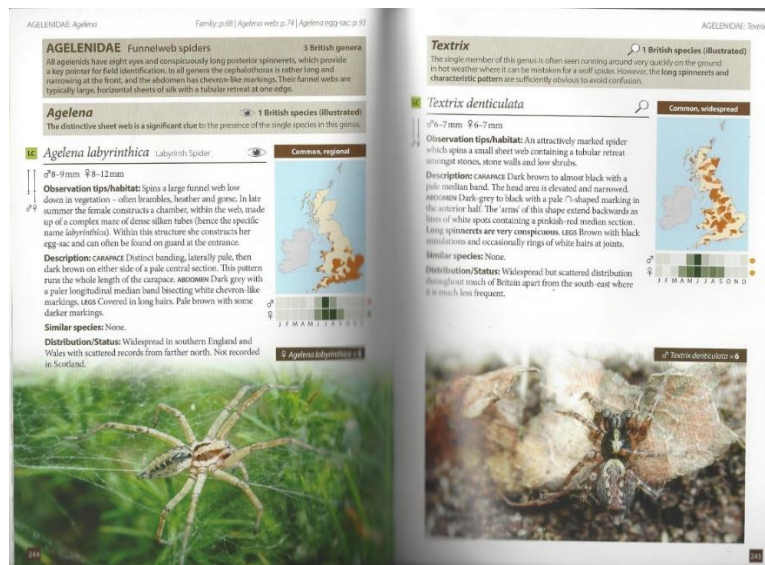 AGELENIDAE: Agelena
Family: p.68 | Agelena web: p.74 | Agelena egg-sac: p.93
AGELENIDAE Funnelweb spiders
3 British genera
All agelenids have eight eyes and conspicuously long posterior spinnerets, which provide
a key pointer for field identification. In all genera the cephalothorax is rather long and
narrowing at the front, and the abdomen has chevron-like markings. Their funnel webs are
typically large, horizontal sheets of silk with a tubular retreat at one edge.
Agelena
1 British species (illustrated)
The distinctive sheet web is a significant clue to the presence of the single species in this genus.
LC Agelena labyrinthica Labyrinth Spider
Common, regional
♂8–9mm ♀8–12mm
Observation tips/habitat: Spins a large funnel web low
down in vegetation – often brambles, heather and gorse. In late
summer the female constructs a chamber, within the web, made
up of a complex maze of dense silken tubes (hence the specific
name labyrinthica). Within this structure she constructs her
egg-sac and can often be found on guard at the entrance.
Description: CARAPACE Distinct banding, laterally pale, then
dark brown on either side of a pale central section. This pattern
runs the whole length of the carapace. ABDOMEN Dark grey with
a paler longitudinal median band bisecting white chevron-like
markings. LEGS Covered in long hairs. Pale brown with some
darker markings.
Similar species: None.
Distribution/Status: Widespread in southern England and
Wales with scattered records from farther north. Not recorded
in Scotland.
♂♀
♂
♀
J F M A M J J A S O N D
♀ Agelena labyrinthica
244
AGELENIDAE:
Textrix
1 British species (illustrated)
The single member of this genus is often seen running around very quickly on the ground
in hot weather where it can be mistaken for a wolf spider. However, the long spinnerets and
characteristic pattern are sufficiently obvious to avoid confusion.
LC Textrix denticulata
Common, widespread
♂6–7mm ♀6–7mm
Observation tips/habitat: An attractively marked spider
which spins a small sheet web containing a tubular retreat
amongst stones, stone walls and low shrubs.
Description: CARAPACE Dark brown to almost black with a
pale median band. The head area is elevated and narrowed.
ABDOMEN Dark-grey to black with a pale ∩-shaped marking in
the anterior half. The 'arms' of this shape extend backwards as
lines of white spots containing a pinkish-red median section.
Long spinnerets are very conspicuous. LEGS Brown with black
annulations and occasionally rings of white hairs at joints.
Similar species: None.
Distribution/Status: Widespread but scattered distribution
throughout much of Britain apart from the south-east where
it is much less frequent.
♂
♀
J F M A M J J A S O N D
♂ Textrix denticulata ×6
245